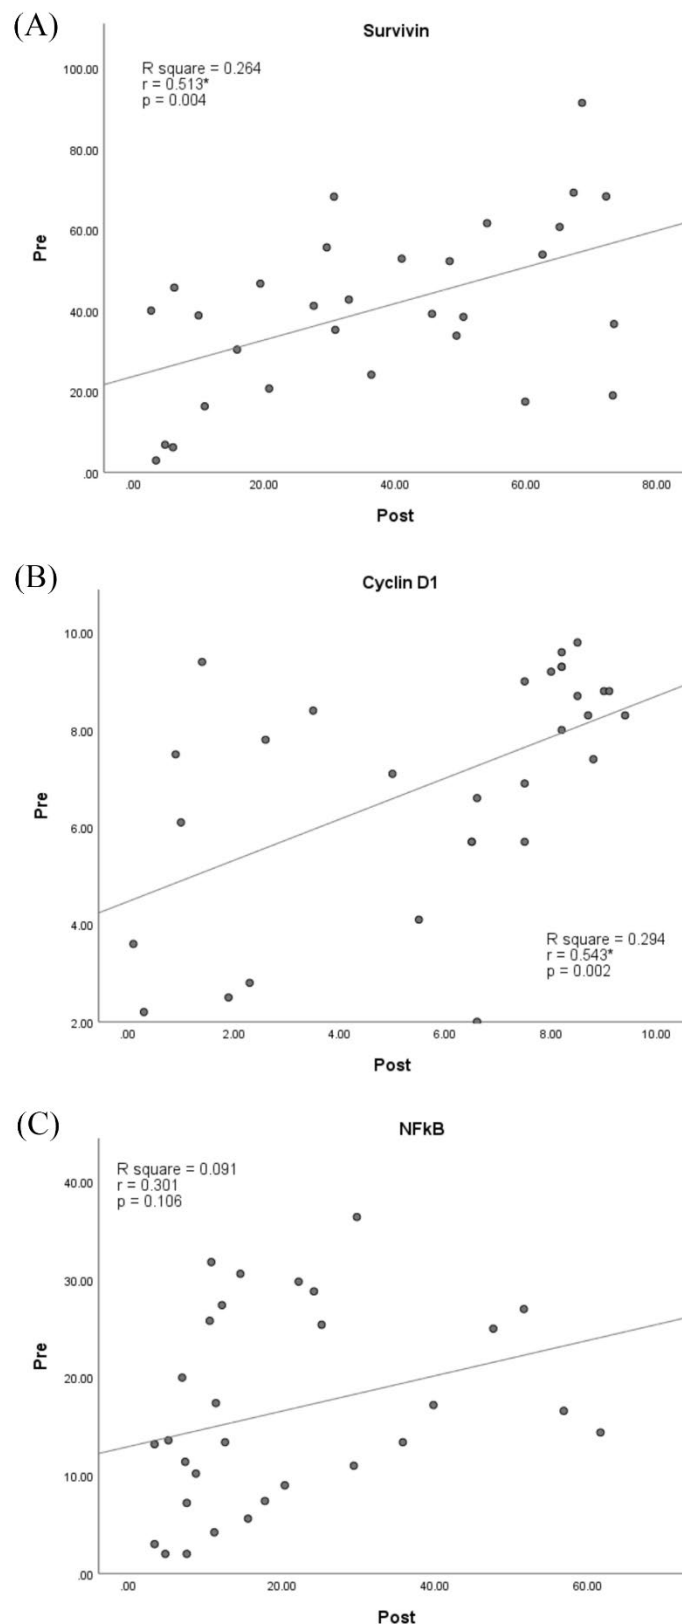 (A)
Survivin
R square = 0.264
r = 0.513*
p = 0.004
100.00
80.00
60.00
40.00
20.00
.00
Pre
.00 20.00 40.00 60.00 80.00
Post
(B)
Cyclin D1
10.00
8.00
6.00
4.00
2.00
Pre
R square = 0.294
r = 0.543*
p = 0.002
.00 2.00 4.00 6.00 8.00 10.00
Post
(C)
NFkB
R square = 0.091
r = 0.301
p = 0.106
40.00
30.00
20.00
10.00
.00
Pre
.00 20.00 40.00 60.00
Post